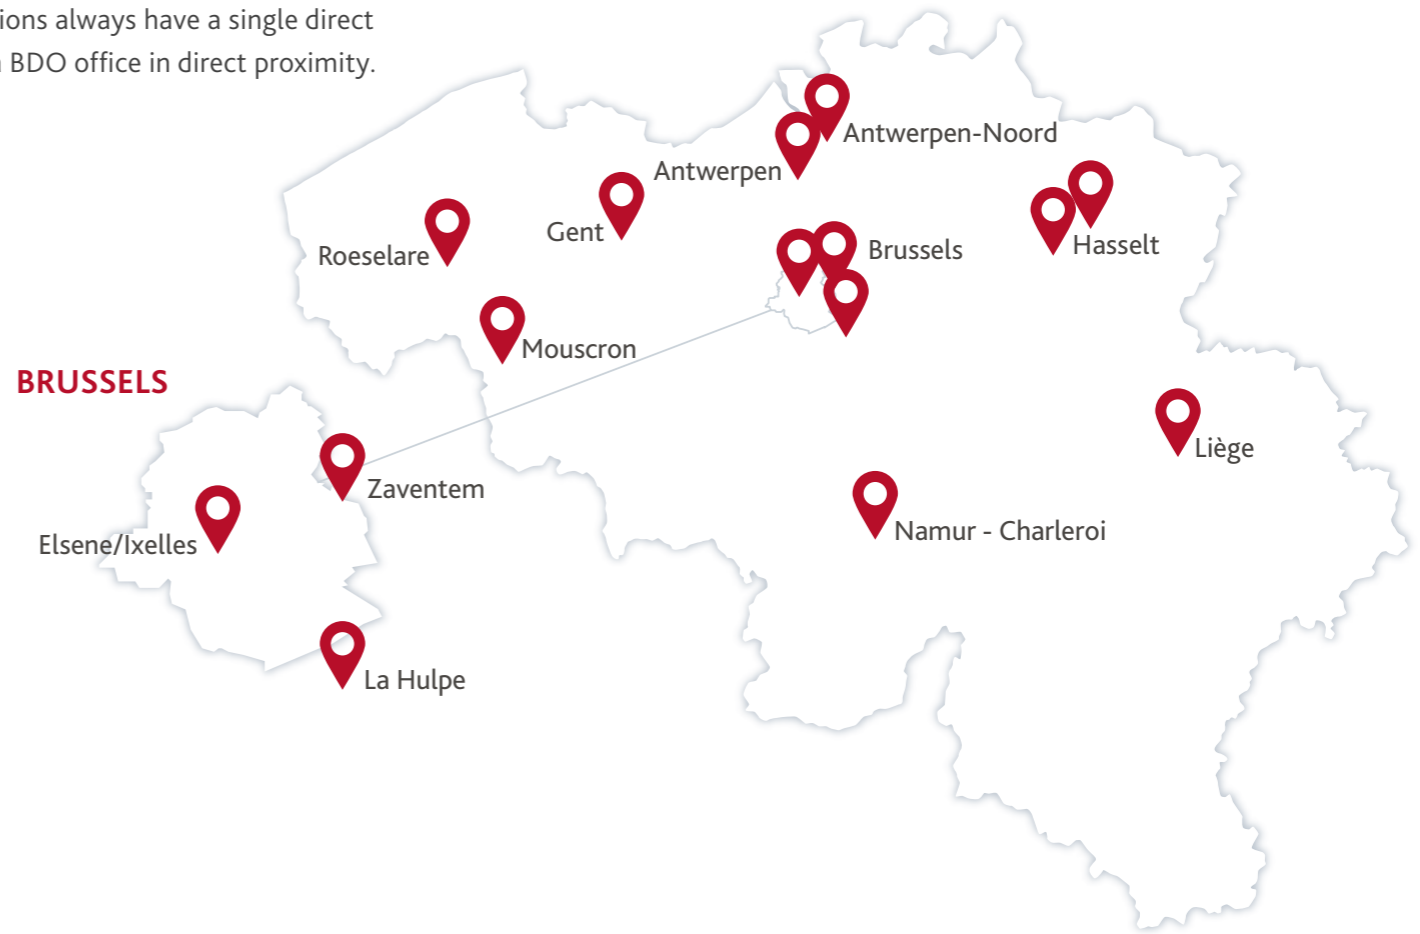 ions always have a single direct
BDO office in direct proximity.
Antwerpen-Noord
Antwerpen
Gent
Roeselare
Brussels
Hasselt
Mouscron
BRUSSELS
Liège
Zaventem
Namur - Charleroi
Elsene/Ixelles
La Hulpe